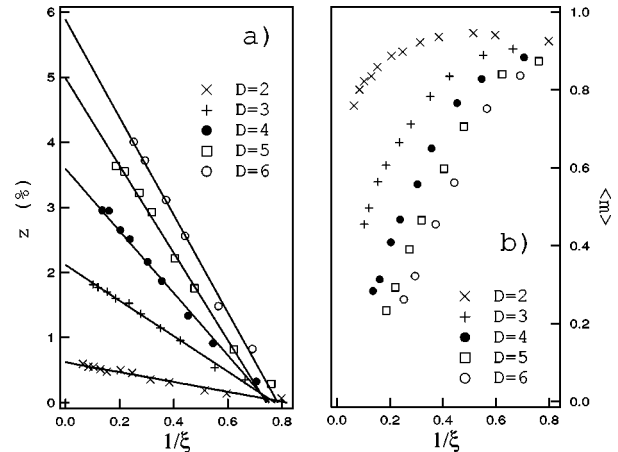 a)
× D=2
+ D=3
● D=4
□ D=5
○ D=6
6
5
4
3
2
1
0
z (%)
0.0 0.2 0.4 0.6 0.8
1/ξ
b)
× D=2
+ D=3
● D=4
□ D=5
○ D=6
1.0
0.8
0.6
0.4
0.2
0.0
<m>
0.0 0.2 0.4 0.6 0.8
1/ξ